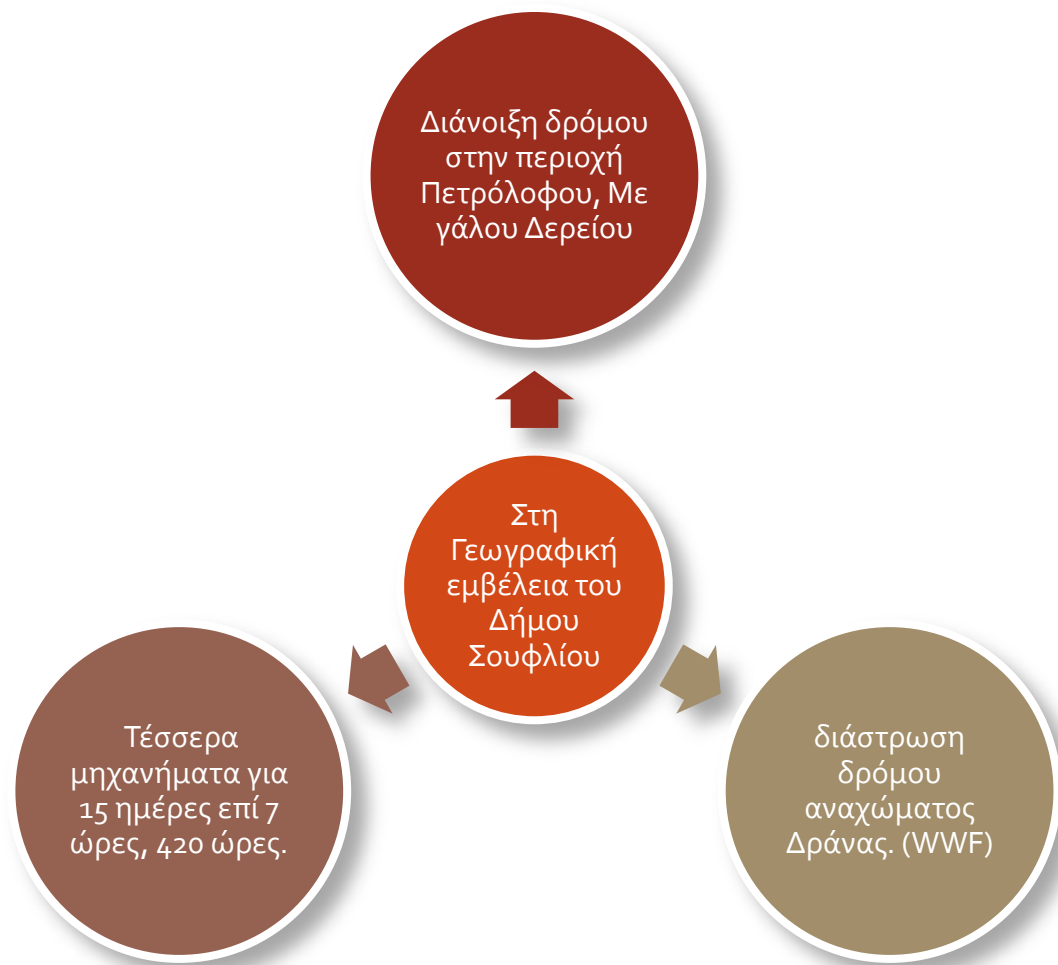 Διάνοιξη δρόμου
στην περιοχή
Πετρόλοφου, Με
γάλου Δερείου
Στη
Γεωγραφική
εμβέλεια του
Δήμου
Σουφλίου
Τέσσερα
μηχανήματα για
15 ημέρες επί 7
ώρες, 420 ώρες.
διάστρωση
δρόμου
αναχώματος
Δράνας. (WWF)